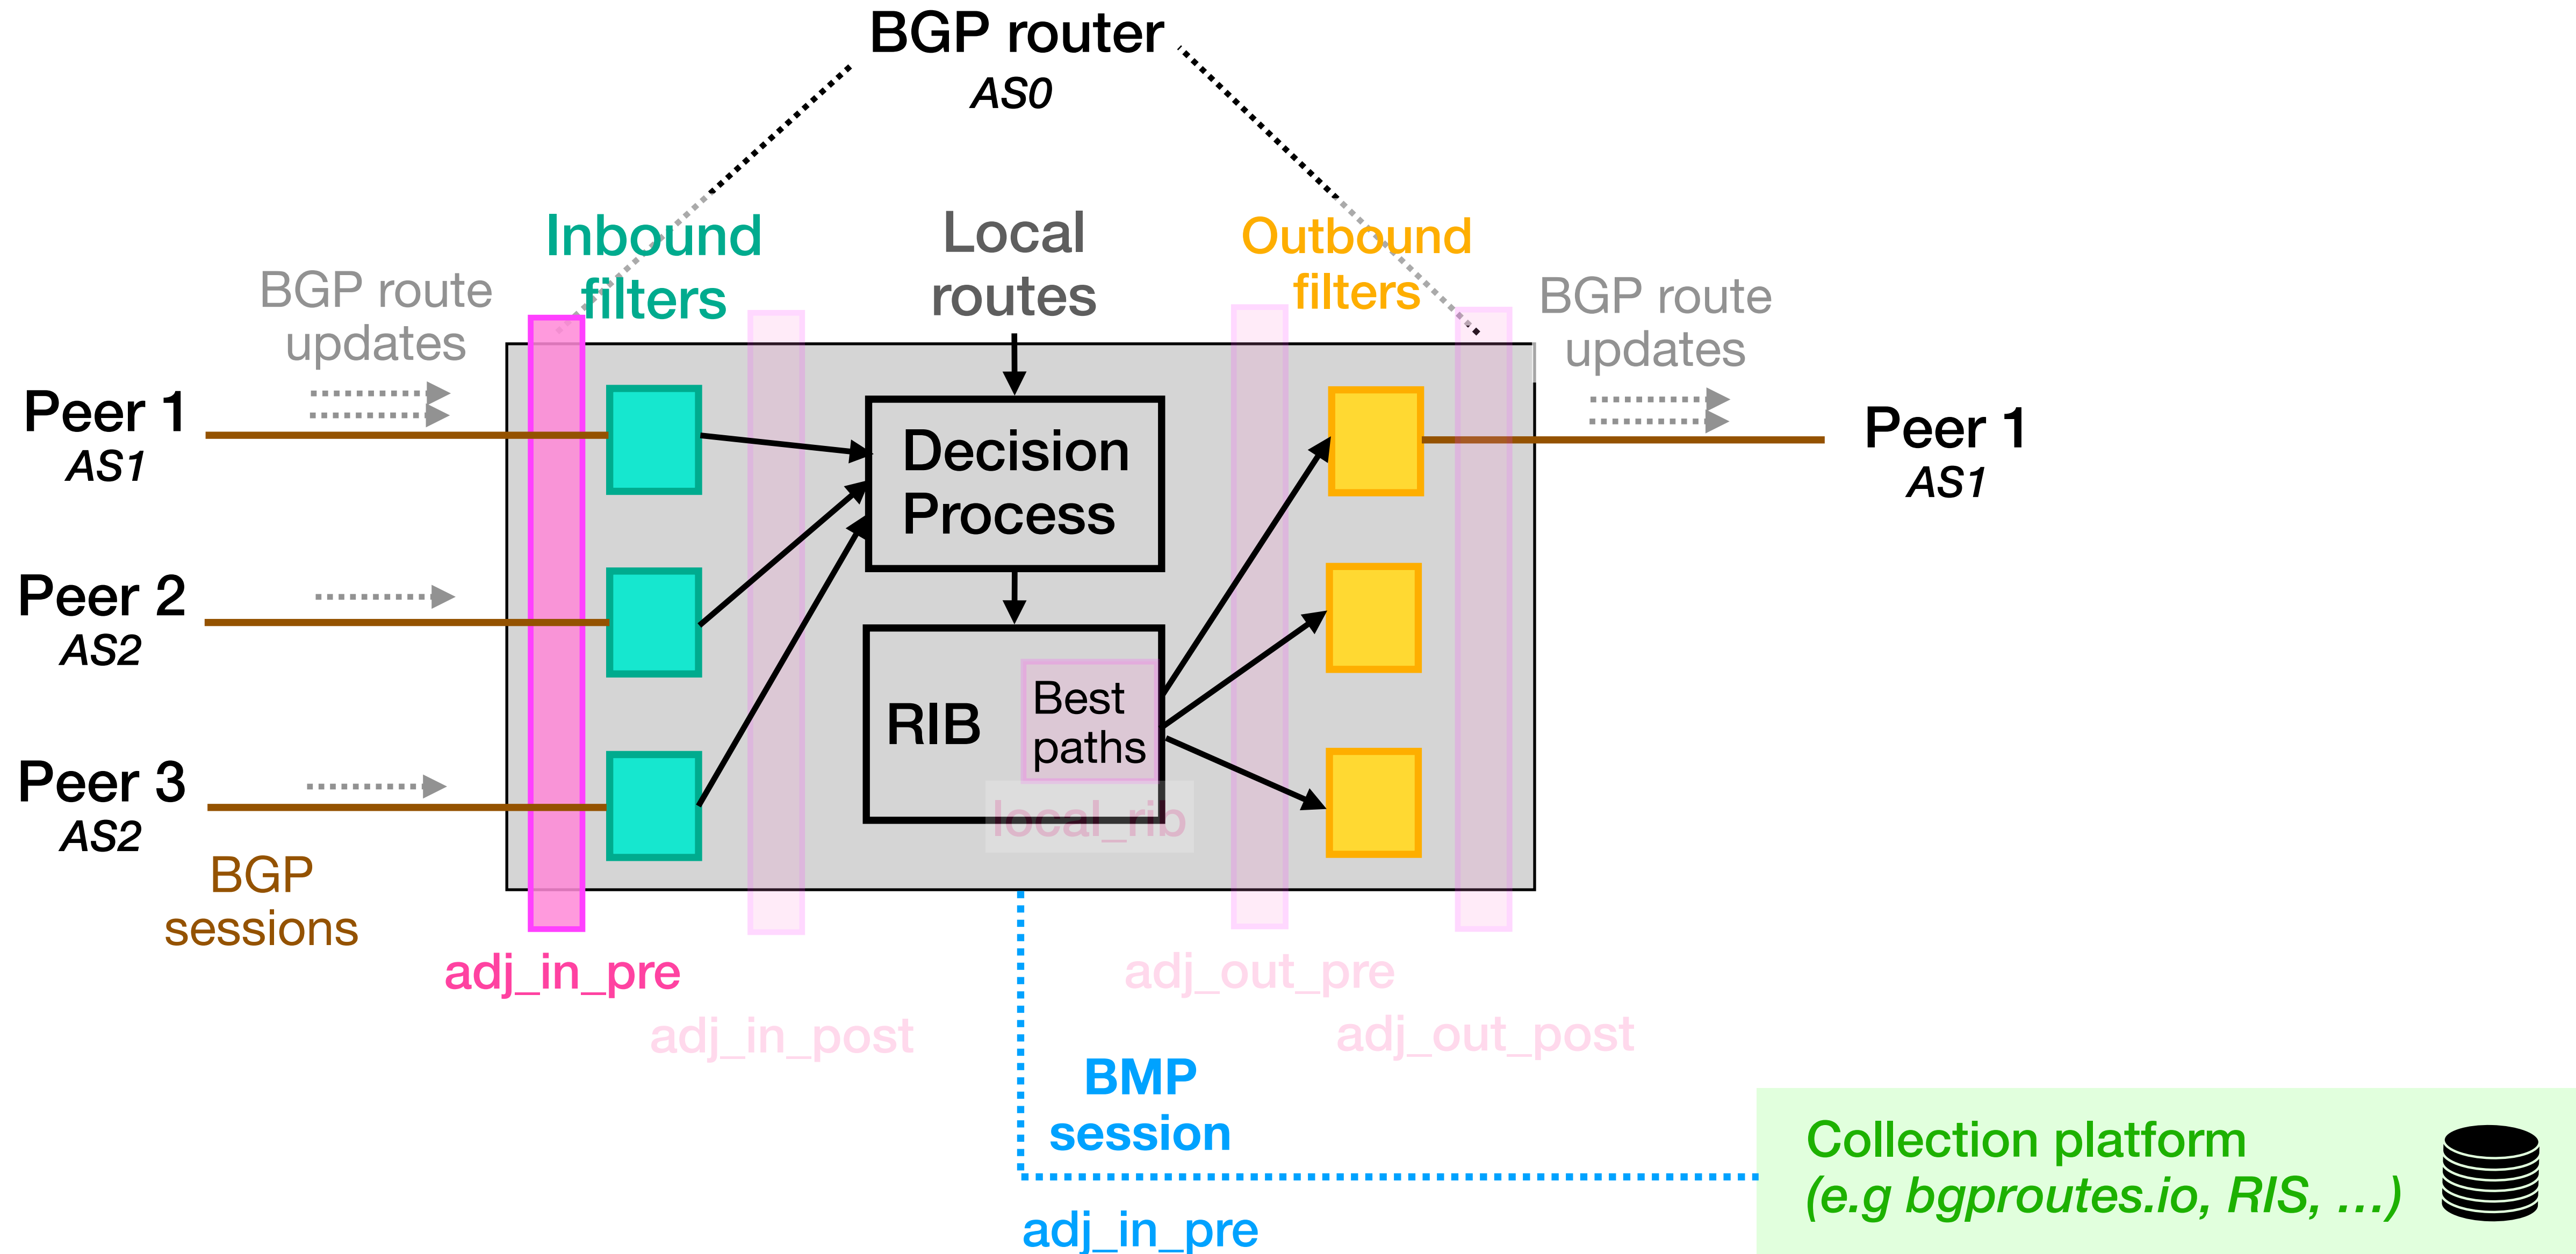 BGP router
AS0
Inbound
filters
Local
routes
Outbound
filters
BGP route
updates
BGP route
updates
Peer 1
AS1
Decision
Process
Peer 1
AS1
Peer 2
AS2
RIB
Best
paths
Peer 3
AS2
local_rib
BGP
sessions
adj_in_pre
adj_out_pre
adj_in_post
adj_out_post
BMP
session
Collection platform
(e.g bgproutes.io, RIS, ...)
adj_in_pre